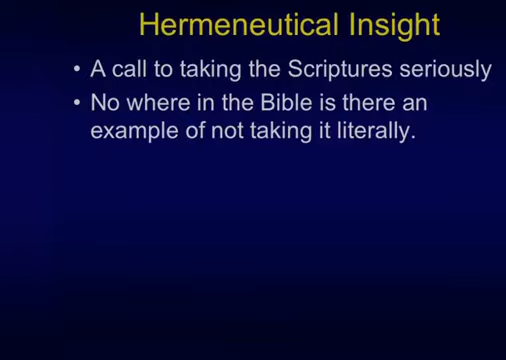 Hermeneutical Insight
• A call to taking the Scriptures seriously
• No where in the Bible is there an
example of not taking it literally.